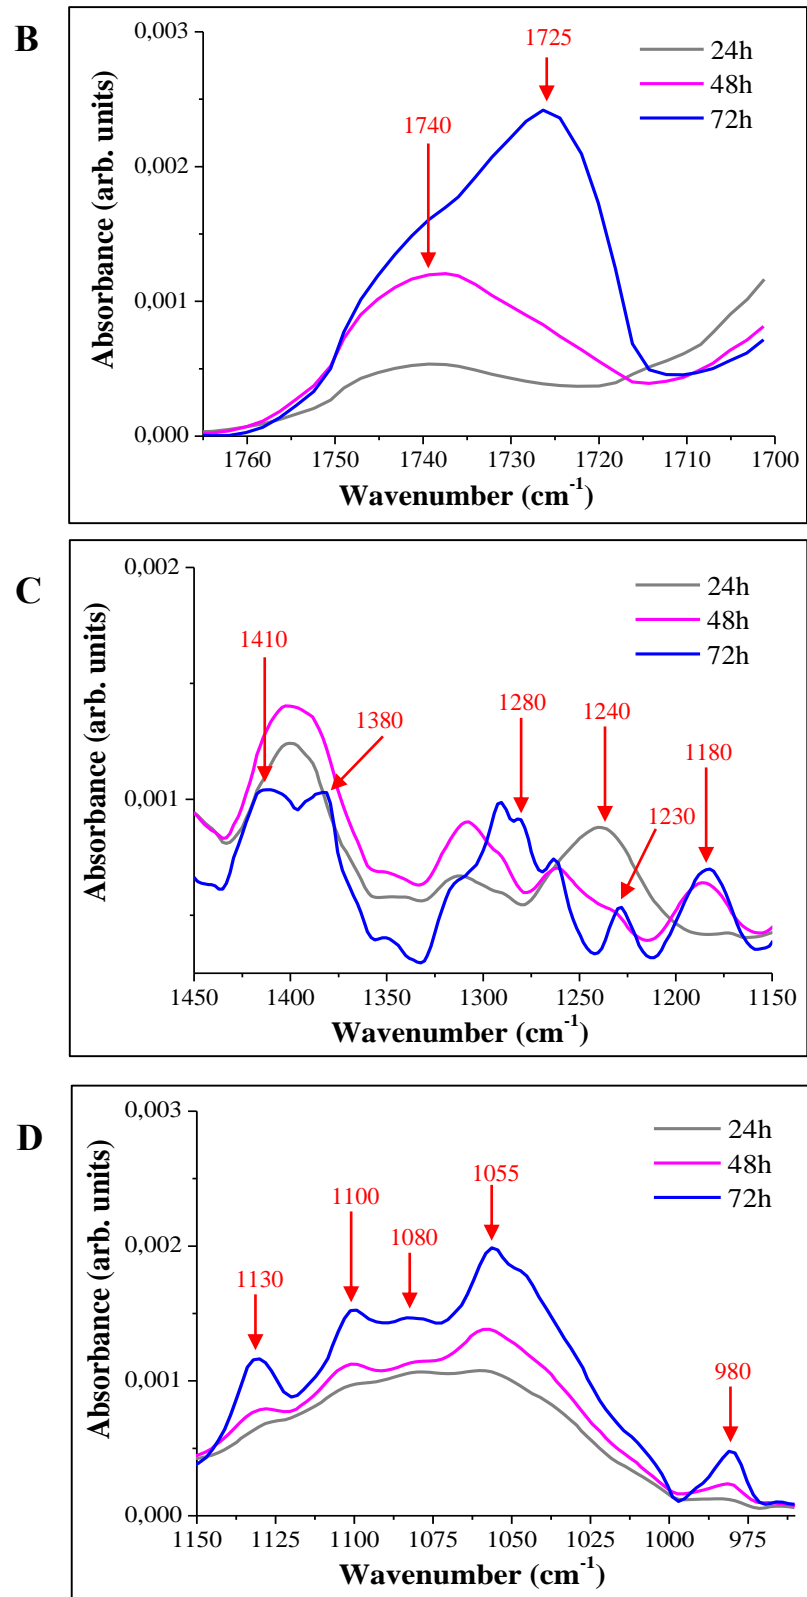 B
0,003
0,002
0,001
0,000
Absorbance (arb. units)
1740
1725
24h
48h
72h
1760 1750 1740 1730 1720 1710 1700
Wavenumber (cm-1)
C
0,002
0,001
Absorbance (arb. units)
1410
1380
1280
1240
1230
1180
24h
48h
72h
1450 1400 1350 1300 1250 1200 1150
Wavenumber (cm-1)
D
0,003
0,002
0,001
0,000
Absorbance (arb. units)
1130
1100
1080
1055
980
24h
48h
72h
1150 1125 1100 1075 1050 1025 1000 975
Wavenumber (cm-1)